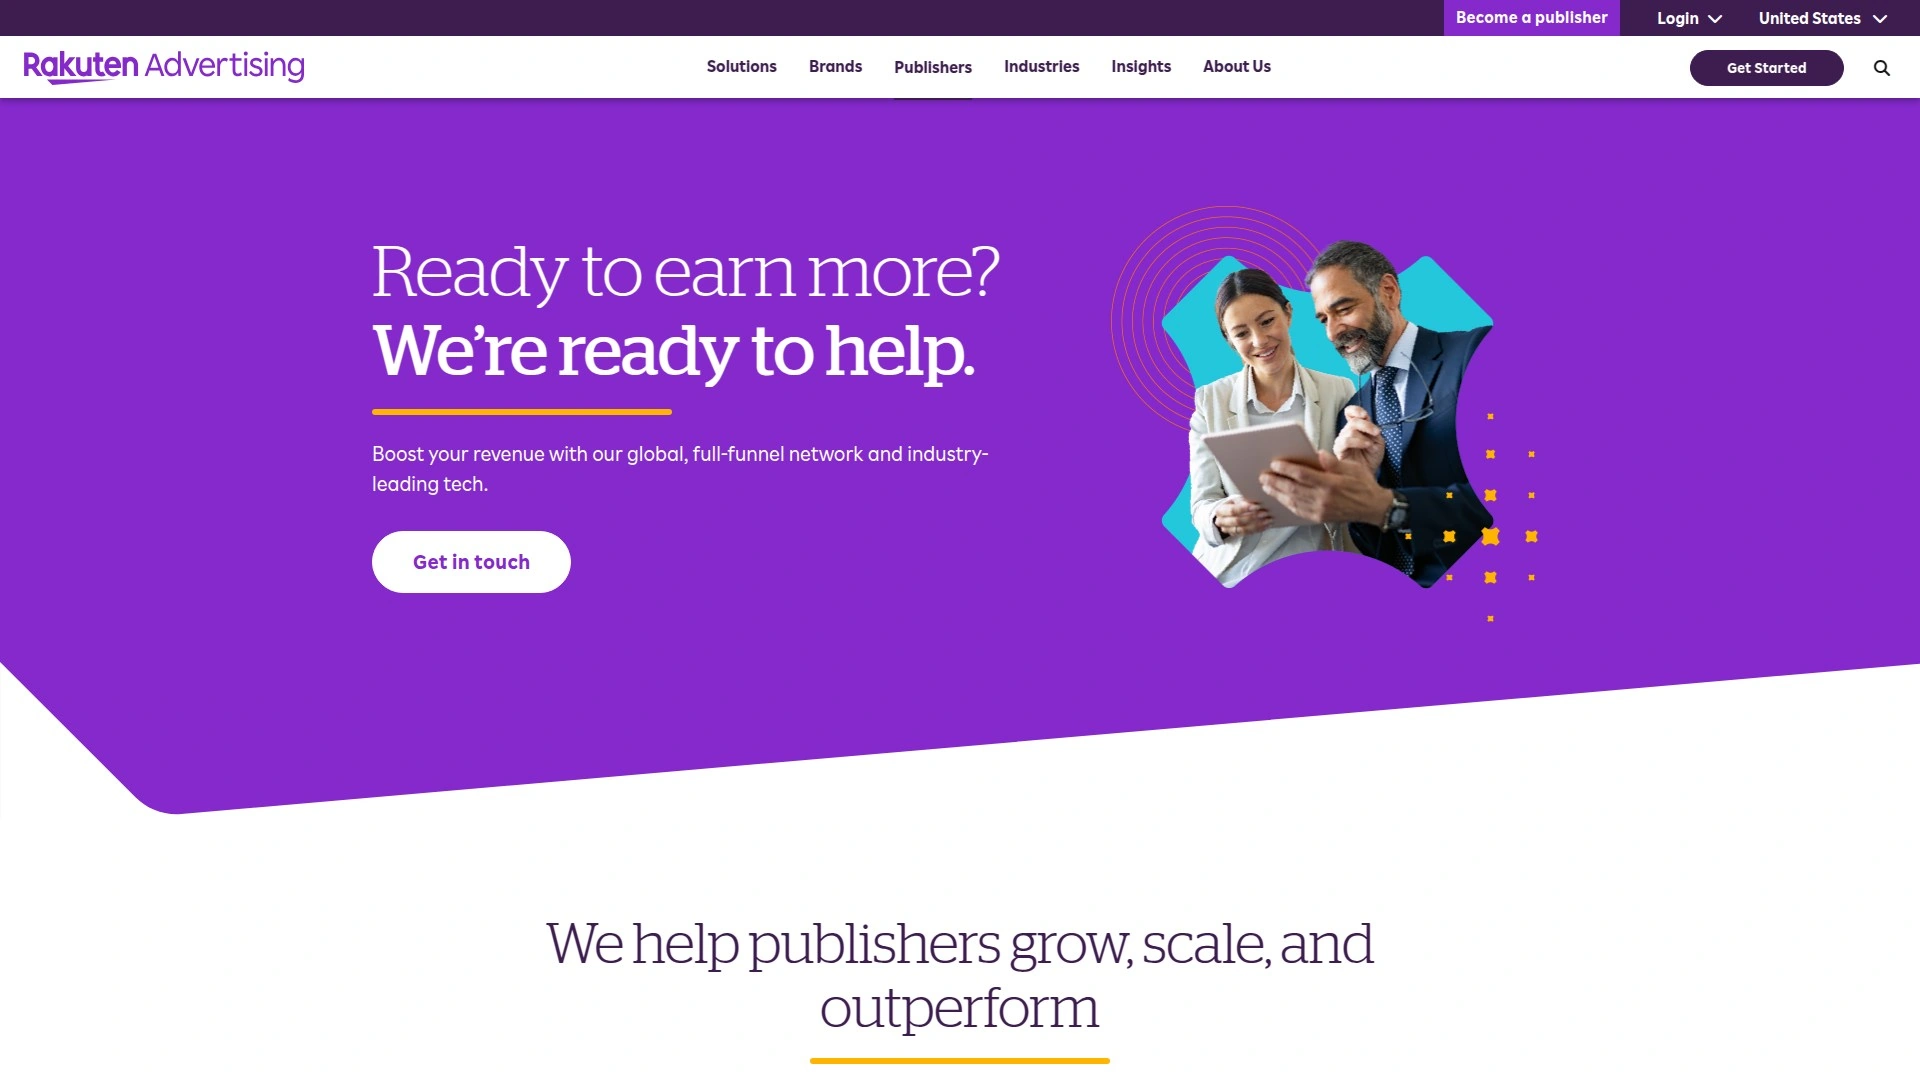 Become a publisher
Login
United States
Rakuten Advertising
Solutions
Brands
Publishers
Industries
Insights
About Us
Get Started
Ready to earn more?
We’re ready to help.
Boost your revenue with our global, full-funnel network and industry-
leading tech.
Get in touch
We help publishers grow, scale, and
outperform